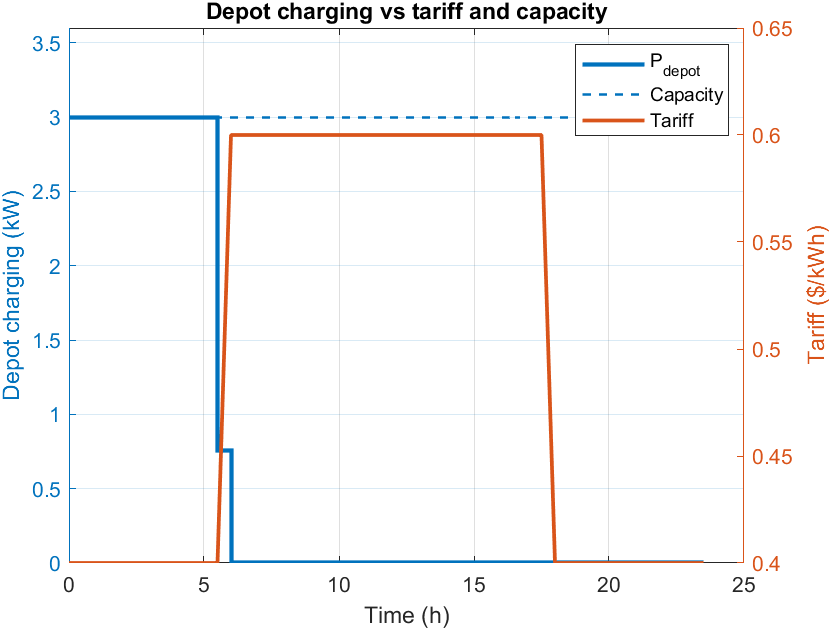 Depot charging vs tariff and capacity
P_depot
Capacity
Tariff
Depot charging (kW)
3.5
3
2.5
2
1.5
1
0.5
0
Tariff ($/kWh)
0.65
0.6
0.55
0.5
0.45
0.4
0 5 10 15 20 25
Time (h)